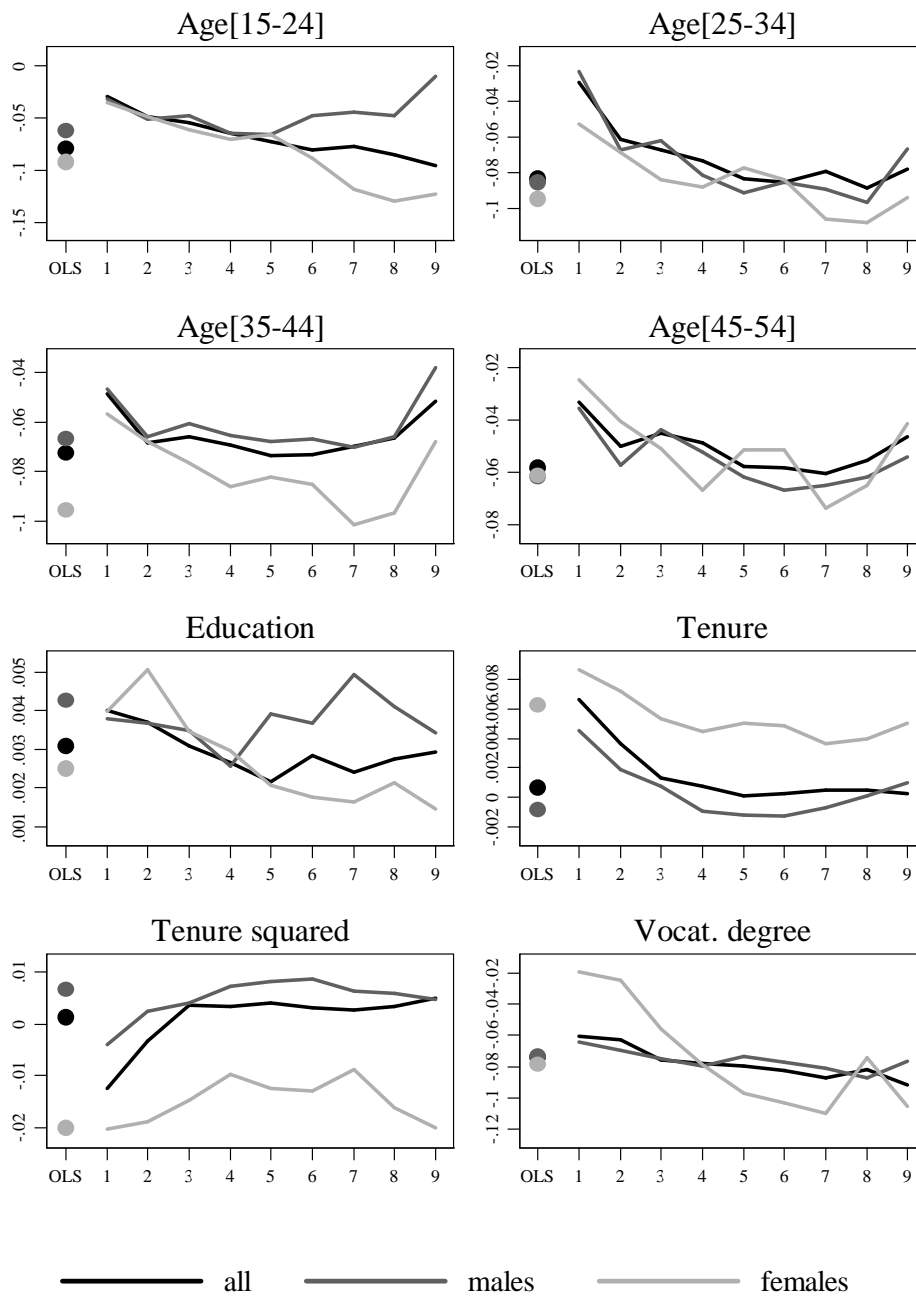 Age[15-24] Age[25-34]
0 -.05 -.1 -.15
-.02 -.04 -.06 -.08 -.1
OLS 1 2 3 4 5 6 7 8 9 OLS 1 2 3 4 5 6 7 8 9
Age[35-44] Age[45-54]
-.04 -.06 -.08 -.1
-.02 -.04 -.06 -.08
OLS 1 2 3 4 5 6 7 8 9 OLS 1 2 3 4 5 6 7 8 9
Education Tenure
.005 .004 .003 .002 .001
.008 .006 .004 .002 0 -.002
OLS 1 2 3 4 5 6 7 8 9 OLS 1 2 3 4 5 6 7 8 9
Tenure squared Vocat. degree
.01 0 -.01 -.02
-.02 -.04 -.06 -.08 -.1 -.12
OLS 1 2 3 4 5 6 7 8 9 OLS 1 2 3 4 5 6 7 8 9
all males females